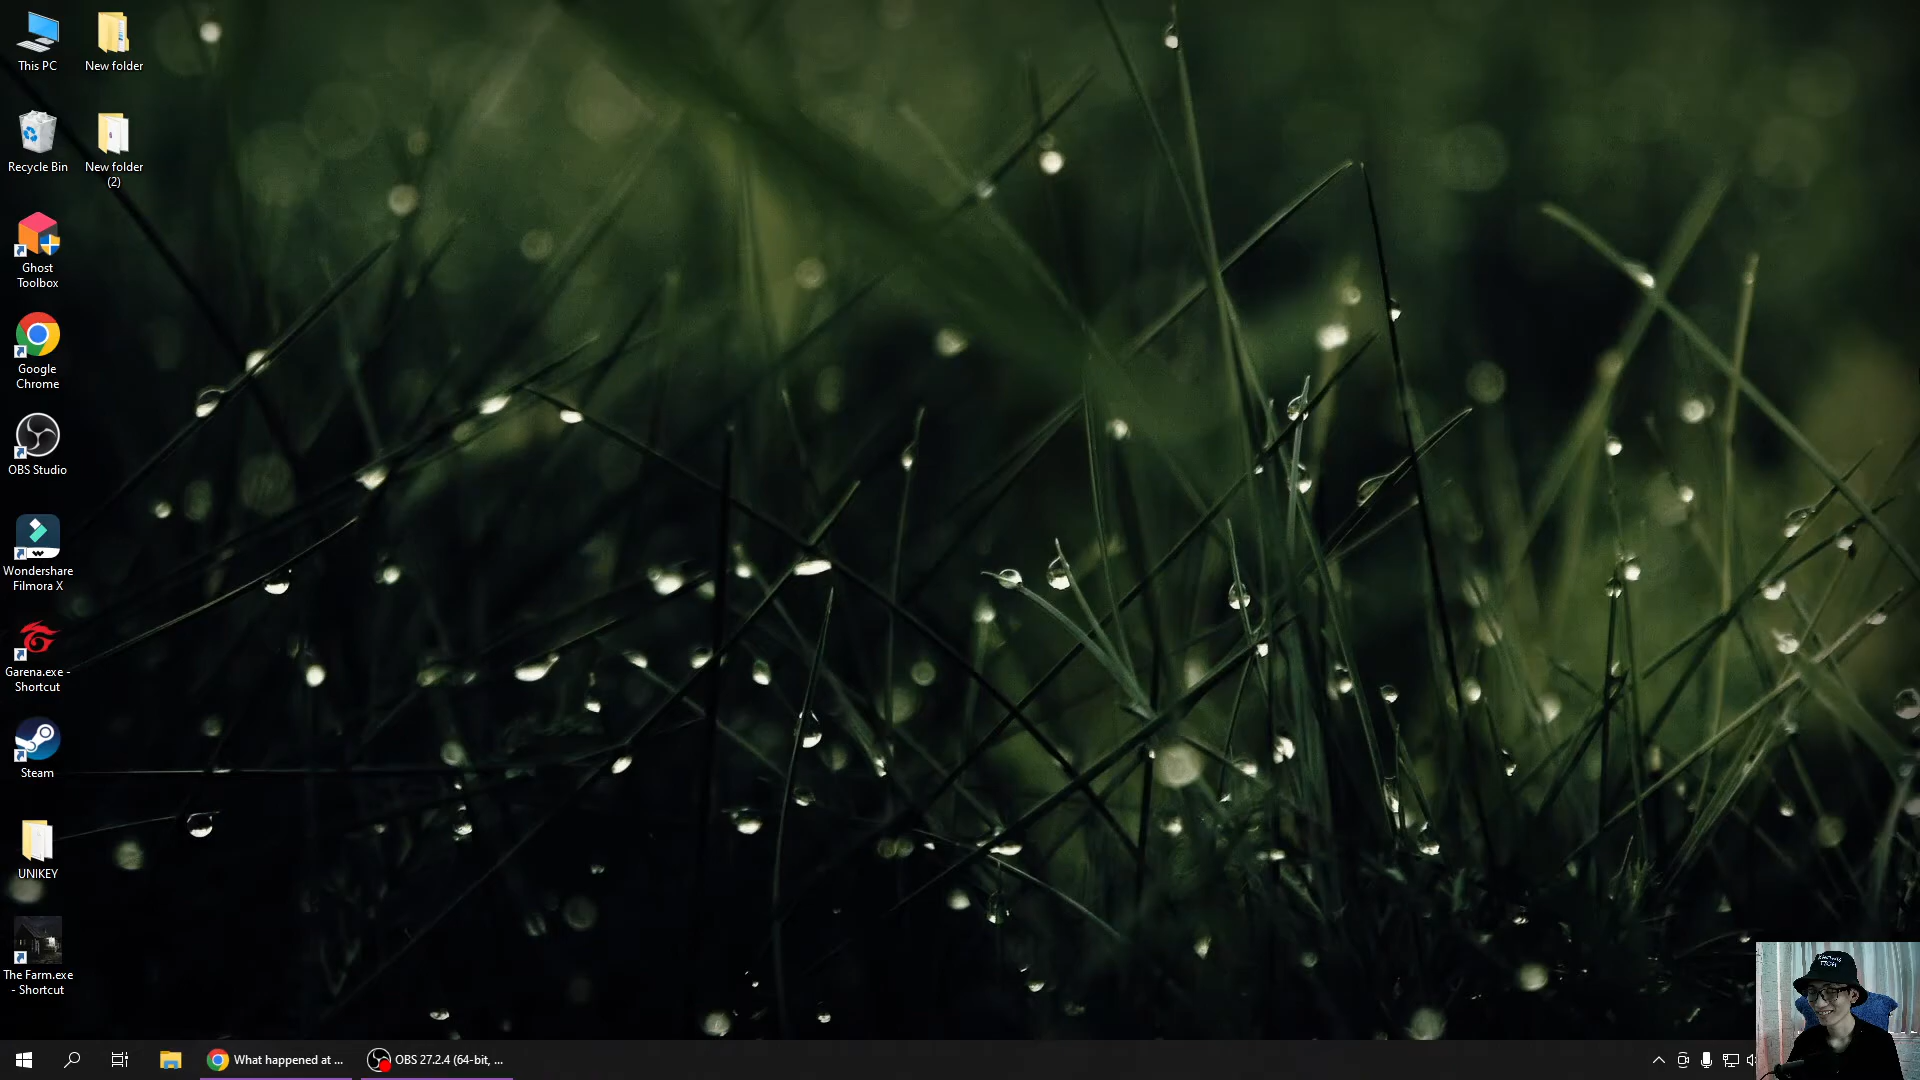 This PC
New folder
Recycle Bin
New folder
(2)
Ghost
Toolbox
Google
Chrome
OBS Studio
Wondershare
Filmora X
Garena.exe -
Shortcut
Steam
UNIKEY
The Farm.exe
- Shortcut
What happened at ...
OBS 27.2.4 (64-bit, ...